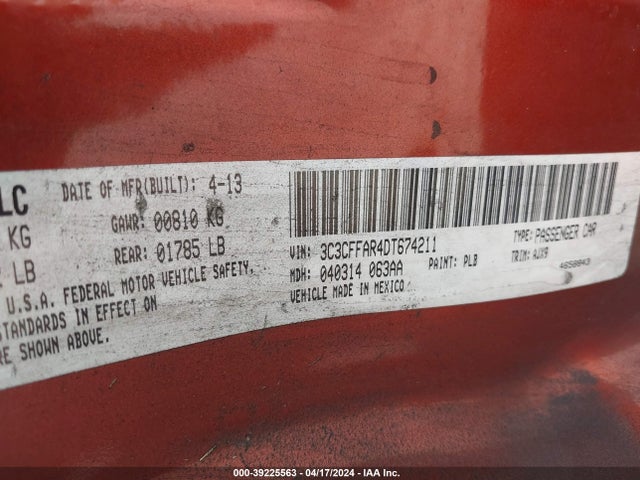 LC DATE OF MFR(BUILT): 4-13
KG GAWR: 00810 KG
LB REAR: 01785 LB
U.S.A. FEDERAL MOTOR VEHICLE SAFETY,
STANDARDS IN EFFECT ON
RE SHOWN ABOVE.
VIN: 3C3CFFAR4DT674211 TYPE: PASSENGER CAR
MDH: 040314 063AA PAINT: PLB TRIM: AJX9
VEHICLE MADE IN MEXICO 4658043
000-39225563 - 04/17/2024 - IAA Inc.